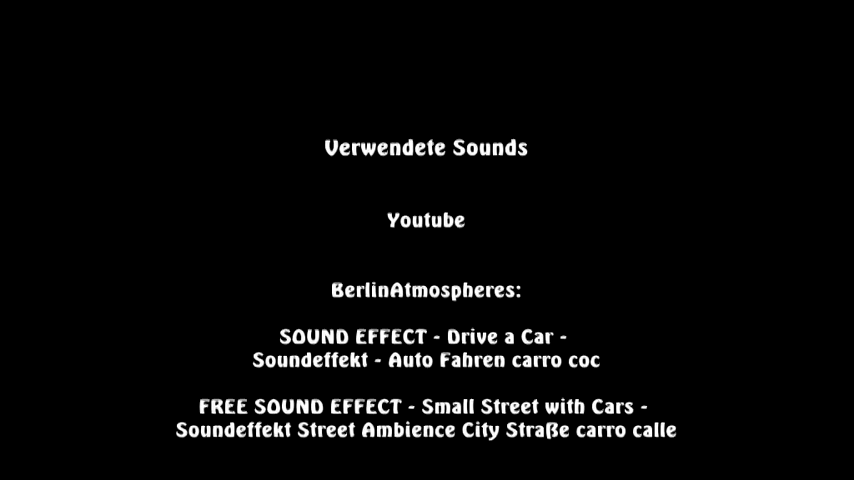 Verwendete Sounds
Youtube
BerlinAtmospheres:
SOUND EFFECT - Drive a Car -
Soundeffekt - Auto Fahren carro coc
FREE SOUND EFFECT - Small Street with Cars -
Soundeffekt Street Ambience City Straße carro calle